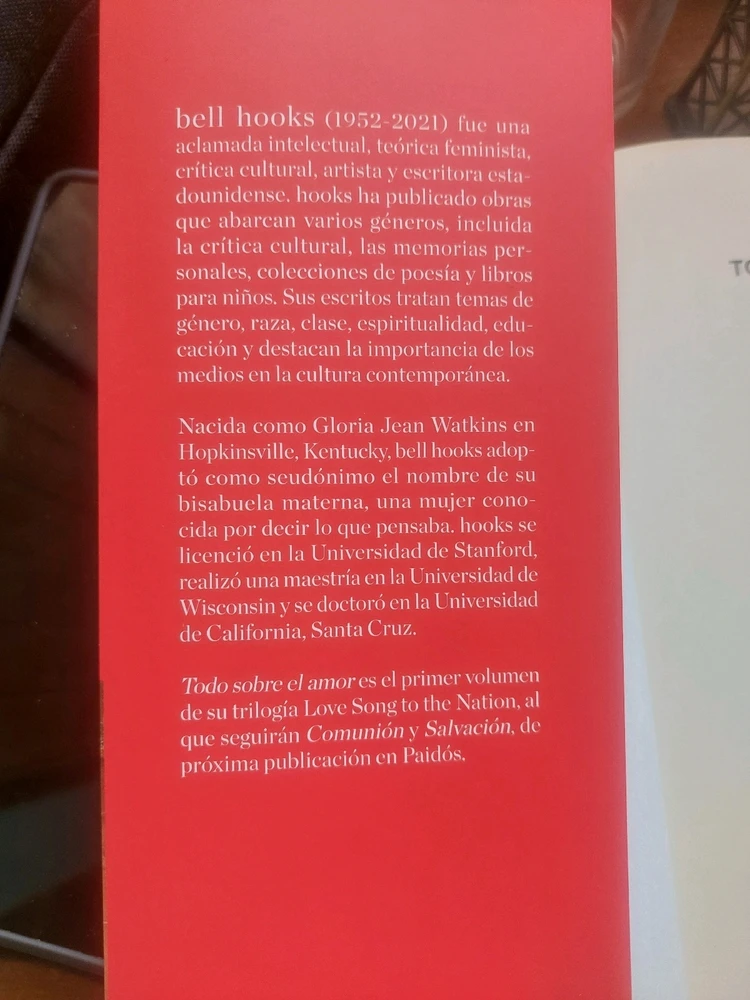 bell hooks (1952-2021) fue una
aclamada intelectual, teórica feminista,
crítica cultural, artista y escritora esta-
dounidense. hooks ha publicado obras
que abarcan varios géneros, incluida
la crítica cultural, las memorias per-
sonales, colecciones de poesía y libros
para niños. Sus escritos tratan temas de
género, raza, clase, espiritualidad, edu-
cación y destacan la importancia de los
medios en la cultura contemporánea.
Nacida como Gloria Jean Watkins en
Hopkinsville, Kentucky, bell hooks adop-
tó como seudónimo el nombre de su
bisabuela materna, una mujer cono-
cida por decir lo que pensaba. hooks se
licenció en la Universidad de Stanford,
realizó una maestría en la Universidad de
Wisconsin y se doctoró en la Universidad
de California, Santa Cruz.
Todo sobre el amor es el primer volumen
de su trilogía Love Song to the Nation, al
que seguirán Comunión y Salvación, de
próxima publicación en Paidós.